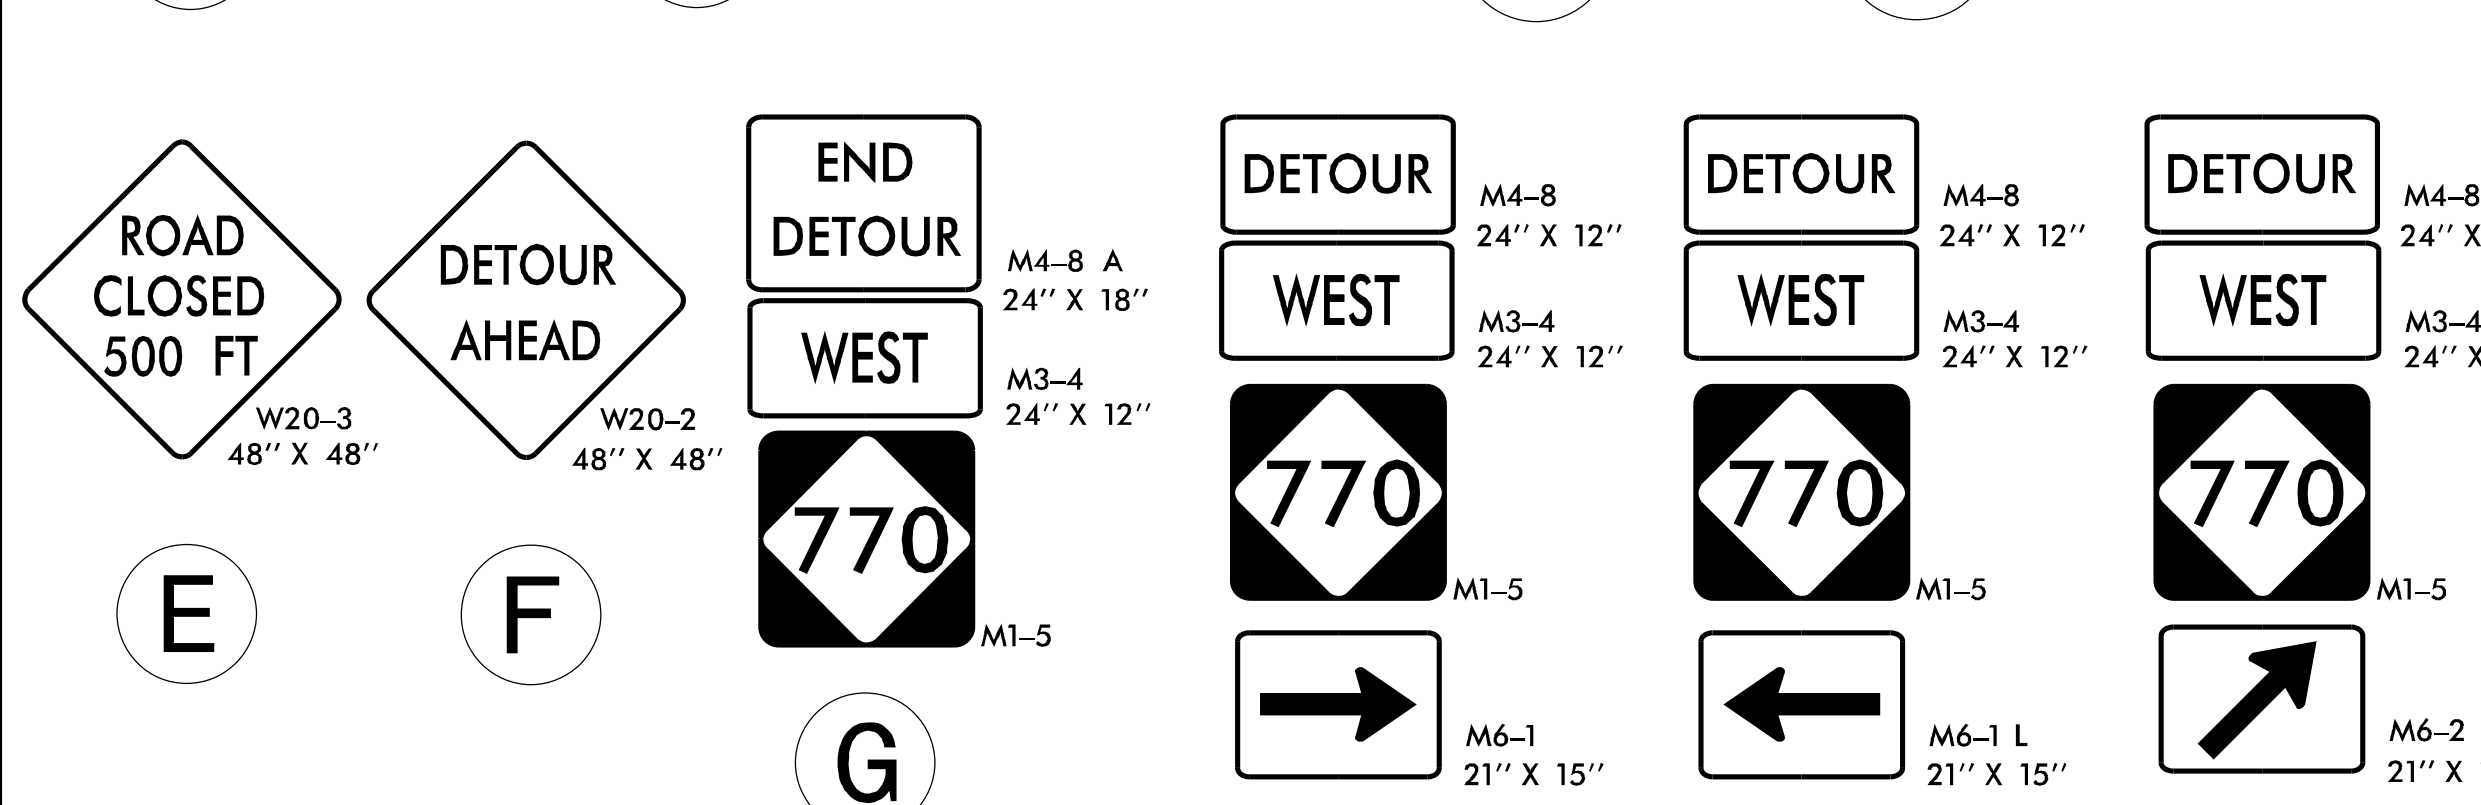 ROAD
CLOSED
500 FT
W20-3
48'' X 48''
E
DETOUR
AHEAD
W20-2
48'' X 48''
F
END
DETOUR
M4-8 A
24'' X 18''
WEST
M3-4
24'' X 12''
770
M1-5
G
DETOUR
M4-8
24'' X 12''
WEST
M3-4
24'' X 12''
770
M1-5
M6-1
21'' X 15''
DETOUR
M4-8
24'' X 12''
WEST
M3-4
24'' X 12''
770
M1-5
M6-1 L
21'' X 15''
DETOUR
M4-8
24'' X
WEST
M3-4
24'' X
770
M1-5
M6-2
21'' X